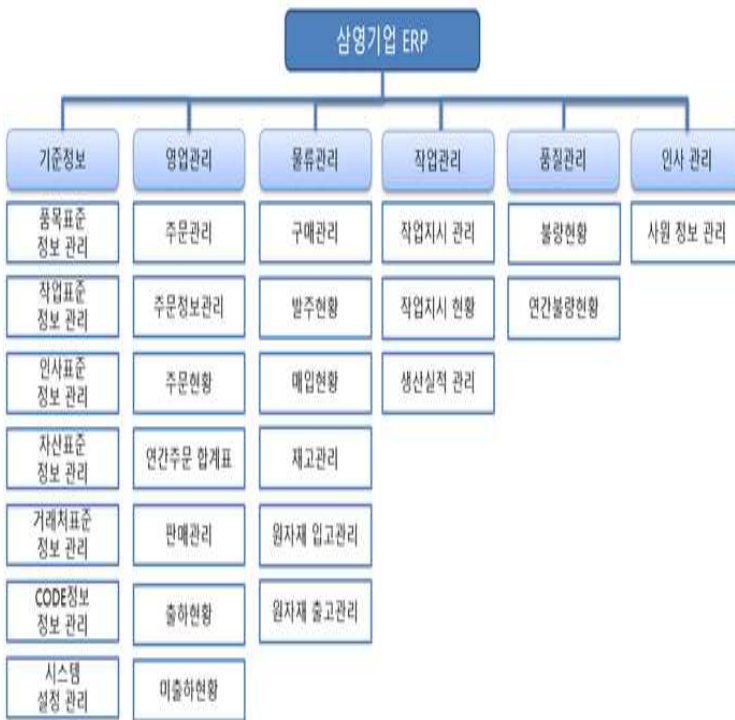 삼영기업 ERP
기준정보
영업관리
물류관리
작업관리
품질관리
인사 관리
품목표준
정보 관리
주문관리
구매관리
작업지시 관리
불량현황
사원 정보 관리
작업표준
정보 관리
주문정보관리
발주현황
작업지시 현황
연간불량현황
인사표준
정보 관리
주문현황
매입현황
생산실적 관리
자산표준
정보 관리
연간주문 합계표
재고관리
거래처표준
정보 관리
판매관리
원자재 입고관리
CODE정보
정보 관리
출하현황
원자재 출고관리
시스템
설정 관리
미출하현황